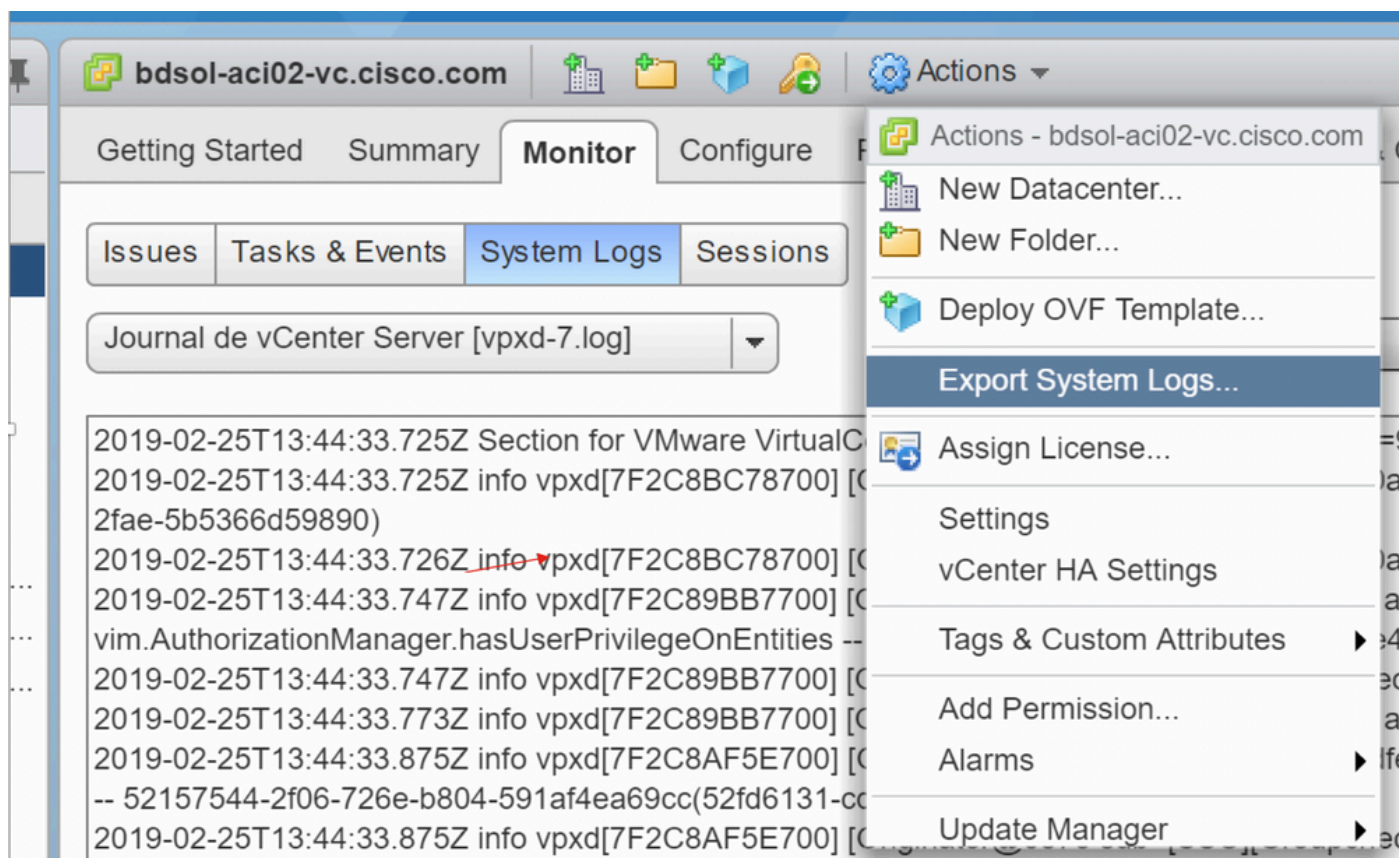 bdsol-aci02-vc.cisco.com Actions
Getting Started Summary Monitor Configure
Actions - bdsol-aci02-vc.cisco.com
New Datacenter...
New Folder...
Deploy OVF Template...
Export System Logs...
Assign License...
Settings
vCenter HA Settings
Tags & Custom Attributes
Add Permission...
Alarms
Update Manager
Issues Tasks & Events System Logs Sessions
Journal de vCenter Server [vpxd-7.log]
2019-02-25T13:44:33.725Z Section for VMware
2019-02-25T13:44:33.725Z info vpxd[7F2C8BC78700]
2fae-5b5366d59890)
2019-02-25T13:44:33.726Z info vpxd[7F2C8BC78700]
2019-02-25T13:44:33.747Z info vpxd[7F2C89BB7700]
vim.AuthorizationManager.hasUserPrivilegeOnEntities --
2019-02-25T13:44:33.747Z info vpxd[7F2C89BB7700]
2019-02-25T13:44:33.773Z info vpxd[7F2C89BB7700]
2019-02-25T13:44:33.875Z info vpxd[7F2C8AF5E700]
-- 52157544-2f06-726e-b804-591af4ea69cc(52fd6131-
2019-02-25T13:44:33.875Z info vpxd[7F2C8AF5E700]